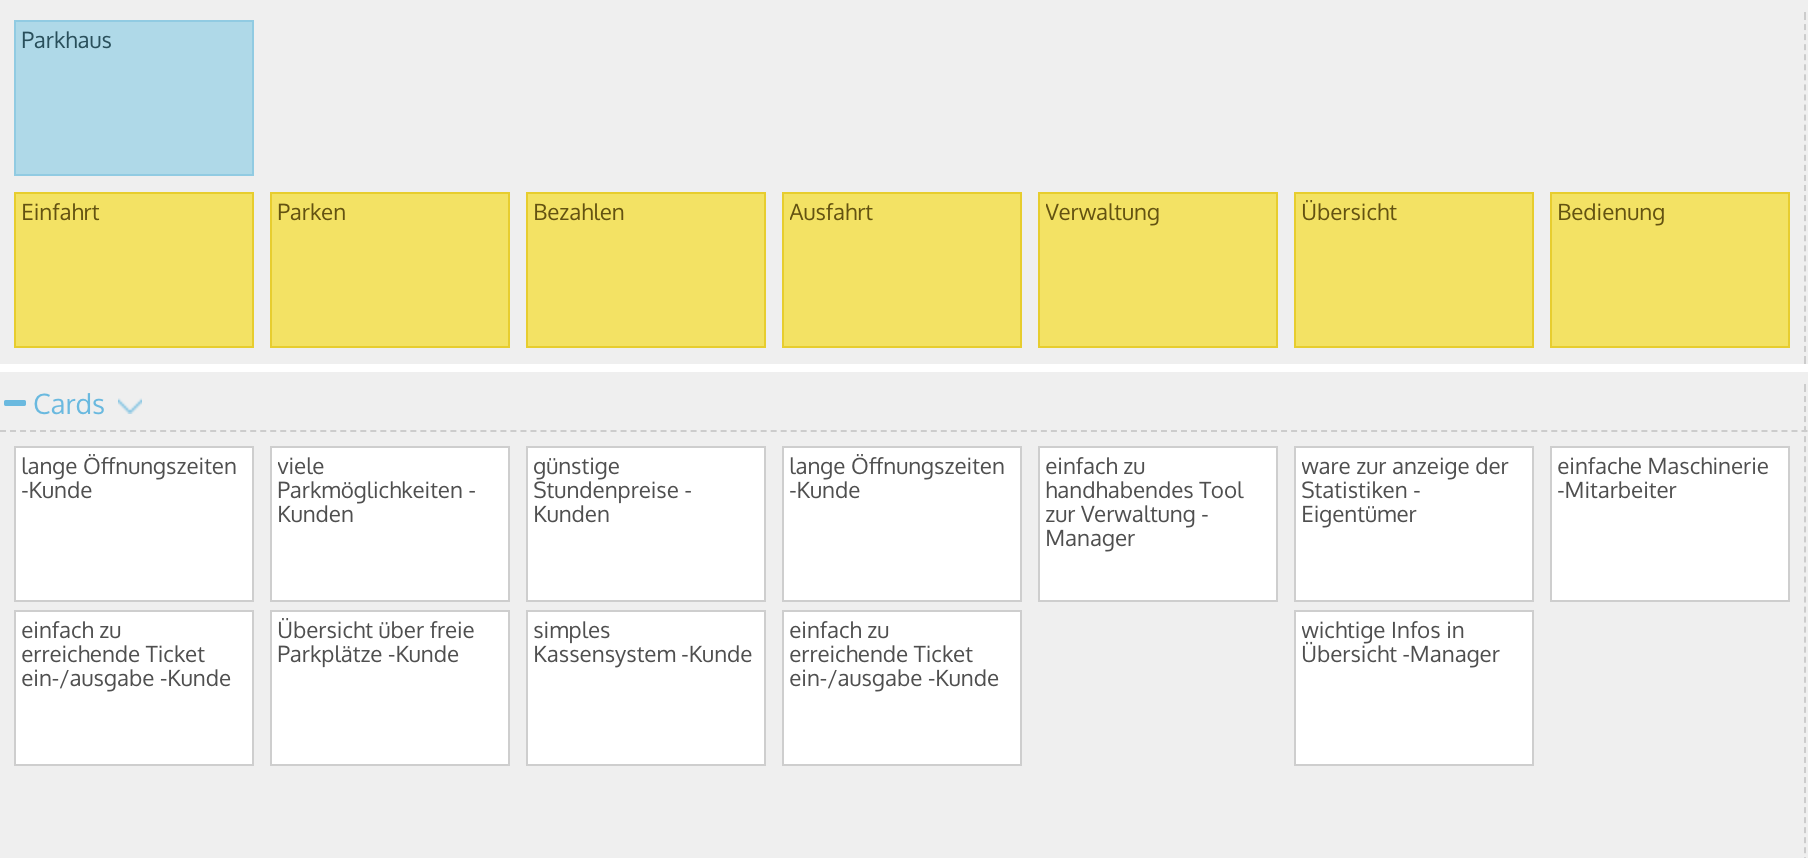 Parkhaus
Einfahrt
Parken
Bezahlen
Ausfahrt
Verwaltung
Übersicht
Bedienung
Cards
lange Öffnungszeiten
-Kunde
viele
Parkmöglichkeiten -
Kunden
günstige
Stundenpreise -
Kunden
lange Öffnungszeiten
-Kunde
einfach zu
handhabendes Tool
zur Verwaltung -
Manager
ware zur anzeige der
Statistiken -
Eigentümer
einfache Maschinerie
-Mitarbeiter
einfach zu
erreichende Ticket
ein-/ausgabe -Kunde
Übersicht über freie
Parkplätze -Kunde
simples
Kassensystem -Kunde
einfach zu
erreichende Ticket
ein-/ausgabe -Kunde
wichtige Infos in
Übersicht -Manager